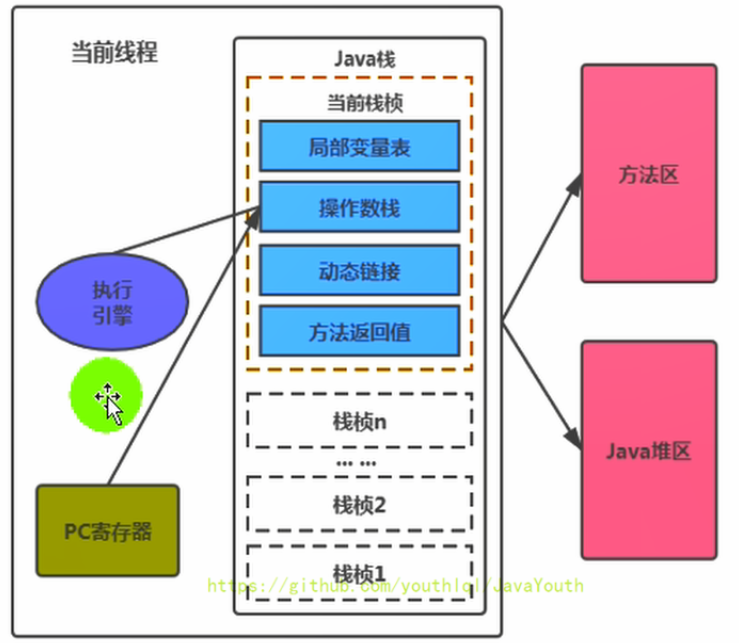 当前线程
Java栈
当前栈桢
局部变量表
操作数栈
动态链接
方法返回值
执行
引擎
栈桢n
... ...
栈桢2
栈桢1
PC寄存器
方法区
Java堆区
https://github.com/youthlql/JavaYouth